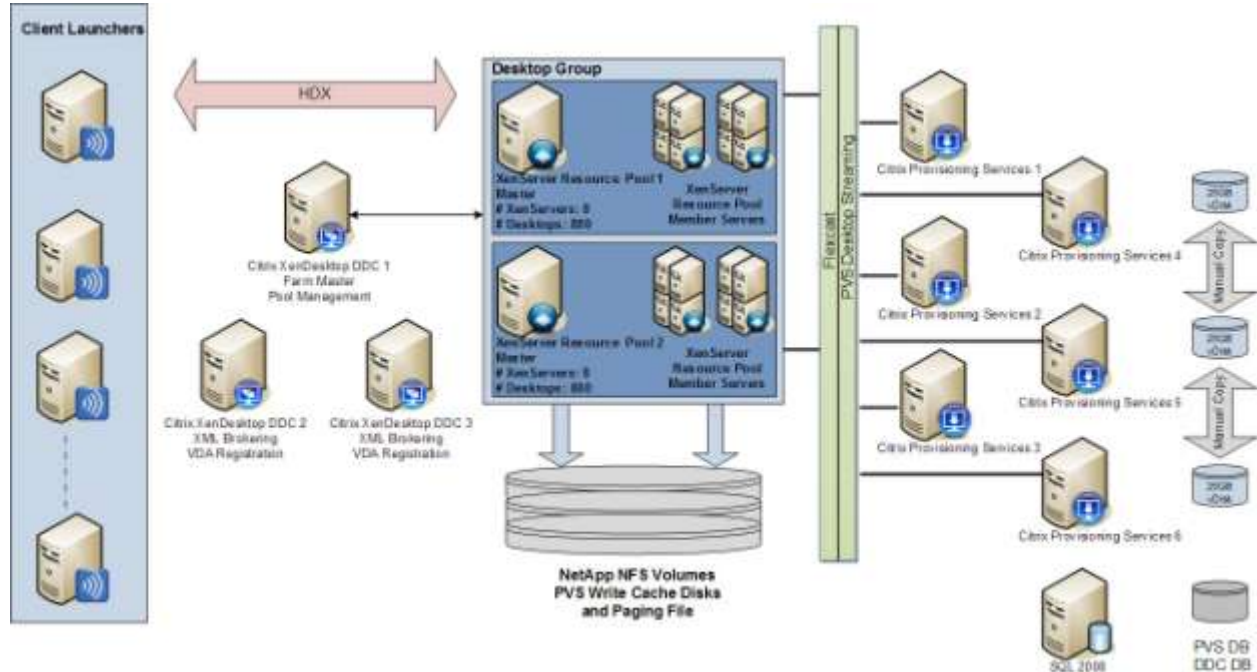 Client Launchers
HDX
Desktop Group
XenServer Resource Pool 1
Master
# XenServers: 8
# Desktops: 880
XenServer
Resource Pool
Member Servers
XenServer Resource Pool 2
Master
# XenServers: 8
# Desktops: 880
XenServer
Resource Pool
Member Servers
Citrix XenDesktop DDC 1
Farm Master
Pool Management
Citrix XenDesktop DDC 2
XML Brokering
VDA Registration
Citrix XenDesktop DDC 3
XML Brokering
VDA Registration
NetApp NFS Volumes
PVS Write Cache Disks
and Paging File
Flexcast
PVS Desktop Streaming
Citrix Provisioning Services 1
Citrix Provisioning Services 4
Citrix Provisioning Services 2
Citrix Provisioning Services 5
Citrix Provisioning Services 3
Citrix Provisioning Services 6
vDisk
Manual Copy
vDisk
Manual Copy
vDisk
SQL 2008
PVS DB
DDC DB